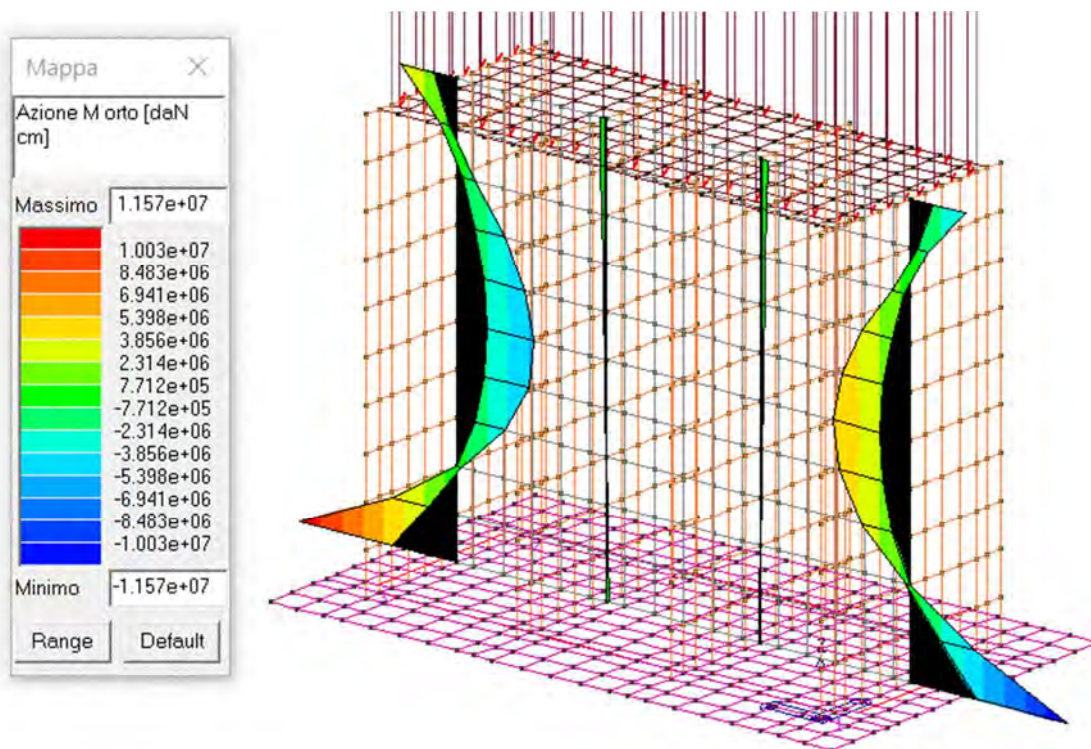 Mappa
Azione M orto [daN
cm]
Massimo 1.157e+07
1.003e+07
8.483e+06
6.941e+06
5.398e+06
3.856e+06
2.314e+06
7.712e+05
-7.712e+05
-2.314e+06
-3.856e+06
-5.398e+06
-6.941e+06
-8.483e+06
-1.003e+07
Minimo -1.157e+07
Range Default